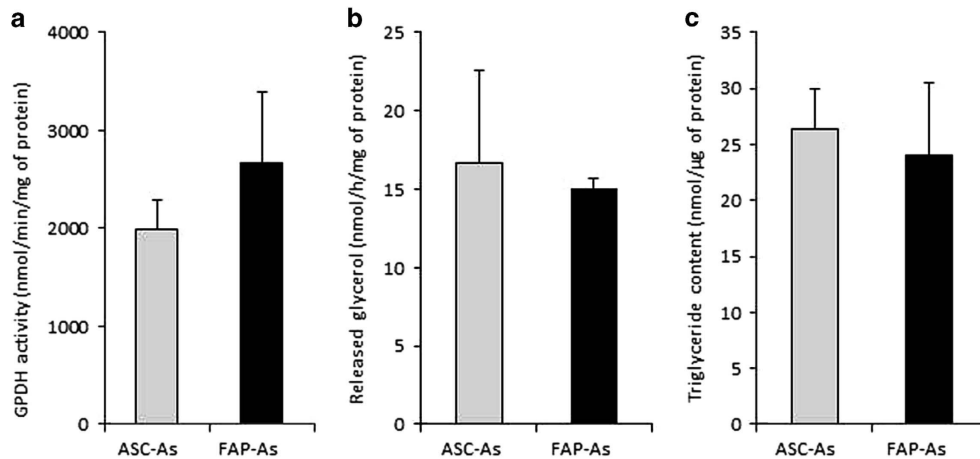 a
GPDH activity (nmol/min/mg of protein)
4000
3000
2000
1000
0
ASC-As FAP-As
b
Released glycerol (nmol/h/mg of protein)
25
20
15
10
5
0
ASC-As FAP-As
c
Triglyceride content (nmol/µg of protein)
35
30
25
20
15
10
5
0
ASC-As FAP-As